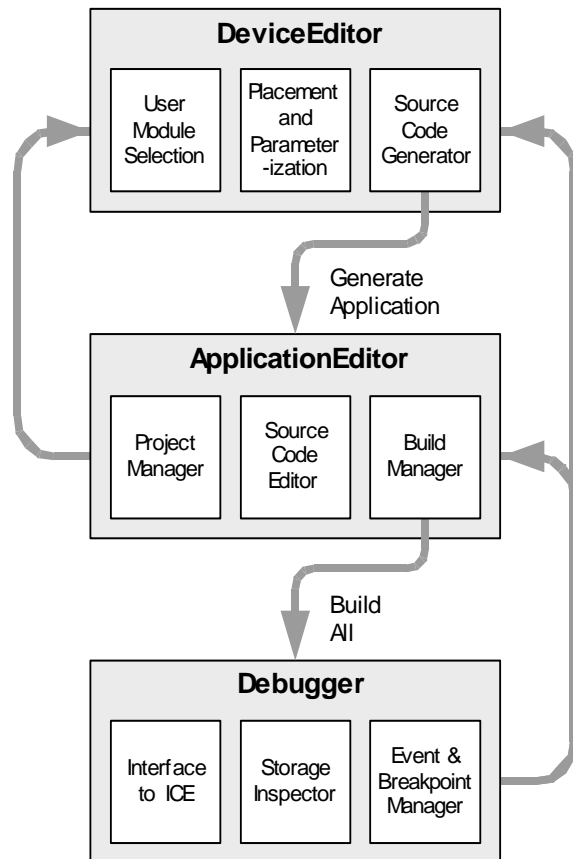 DeviceEditor
User
Module
Selection
Placement
and
Parameter
-ization
Source
Code
Generator
Generate
Application
ApplicationEditor
Project
Manager
Source
Code
Editor
Build
Manager
Build
All
Debugger
Interface
to ICE
Storage
Inspector
Event &
Breakpoint
Manager